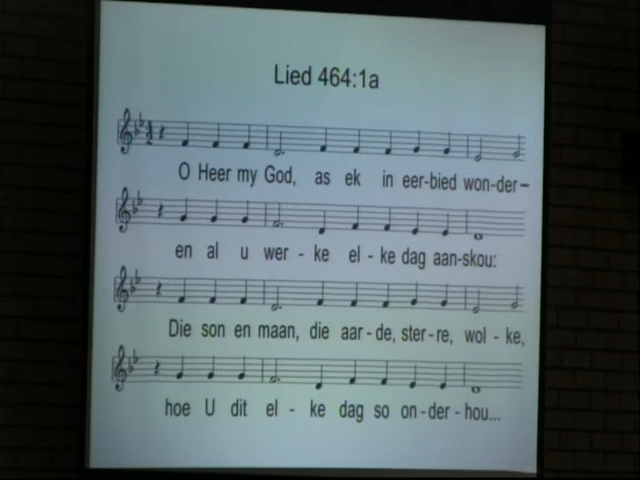 Lied 464:1a
O Heer my God, as ek in eer-bied won-der-
en al u wer - ke el - ke dag aan-skou:
Die son en maan, die aar-de, ster-re, wol - ke,
hoe U dit el - ke dag so on-der-hou...